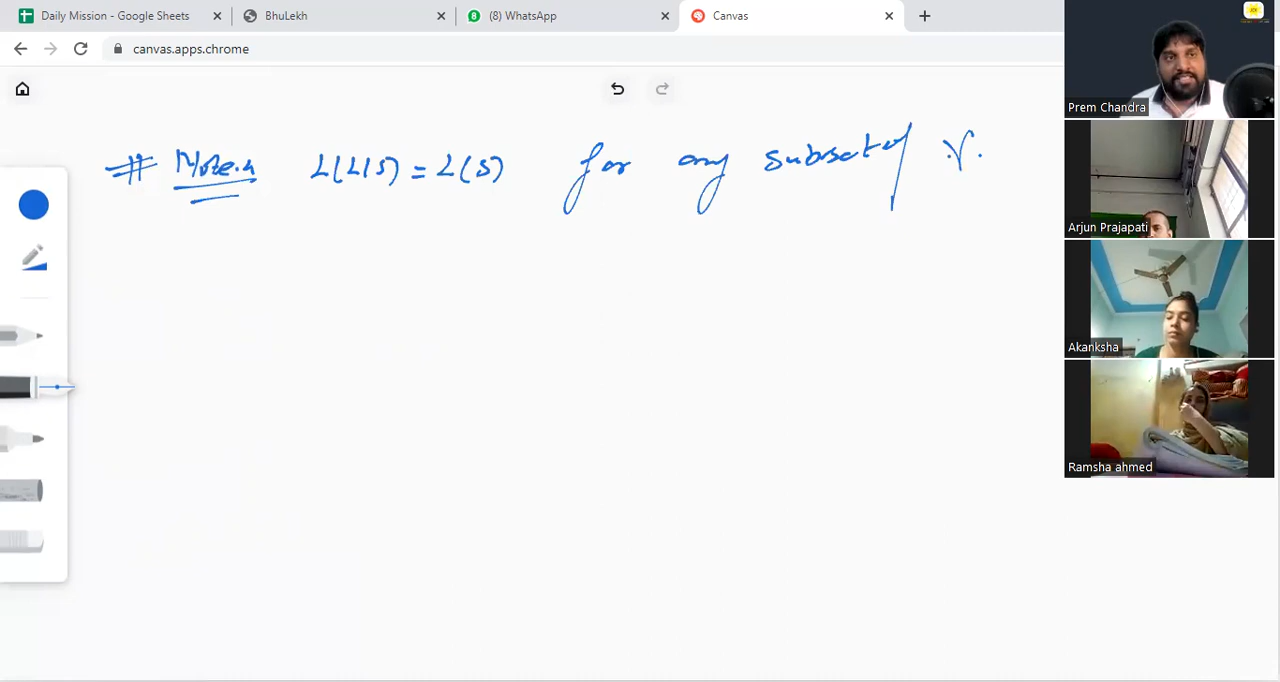 Daily Mission - Google Sheets
BhuLekh
(8) WhatsApp
Canvas
canvas.apps.chrome
# Note:- L(L(S) = L(S) for any subset of V.
Prem Chandra
Arjun Prajapati
Akanksha
Ramsha ahmed